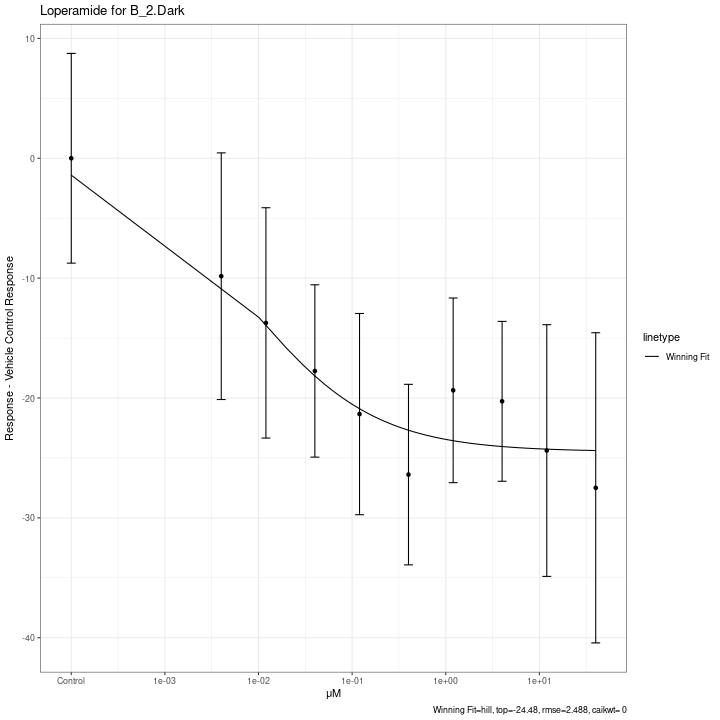 Loperamide for B_2.Dark
10
0
-10
-20
-30
-40
Response - Vehicle Control Response
Control
1e-03
1e-02
1e-01
1e+00
1e+01
µM
linetype
Winning Fit
Winning Fit=hill, top=-24.48, rmse=2.488, caikwt= 0